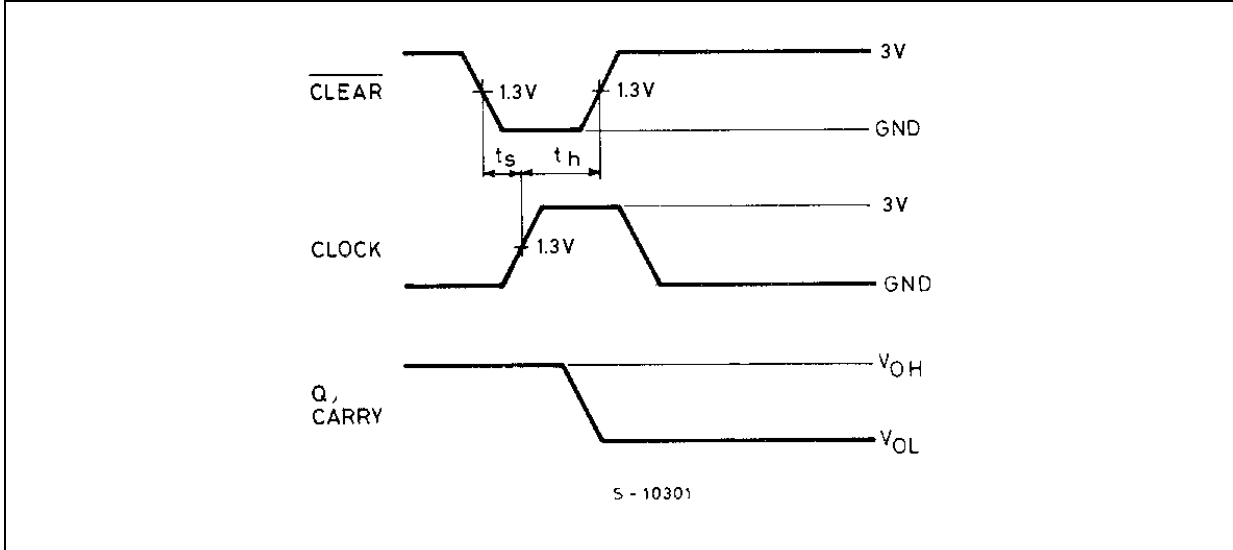 3V
CLEAR
1.3V
1.3V
GND
ts
th
3V
CLOCK
1.3V
GND
VOH
Q,
CARRY
VOL
S - 10301